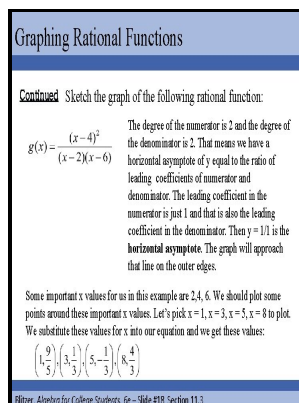 Graphing Rational Functions
Continued Sketch the graph of the following rational function:
g(x) = (x – 4)² / (x – 2)(x – 6)
The degree of the numerator is 2 and the degree of
the denominator is 2. That means we have a
horizontal asymptote of y equal to the ratio of
leading coefficients of numerator and
denominator. The leading coefficient in the
numerator is just 1 and that is also the leading
coefficient in the denominator. Then y = 1/1 is the
horizontal asymptote. The graph will approach
that line on the outer edges.
Some important x values for us in this example are 2,4, 6. We should plot some
points around these important x values. Let's pick x = 1, x = 3, x = 5, x = 8 to plot.
We substitute these values for x into our equation and we get these values:
(1, 9/5), (3, -1/3), (5, -1/3), (8, 4/3)
Blitzer, Algebra for College Students, 6e – Slide #18 Section 11.3